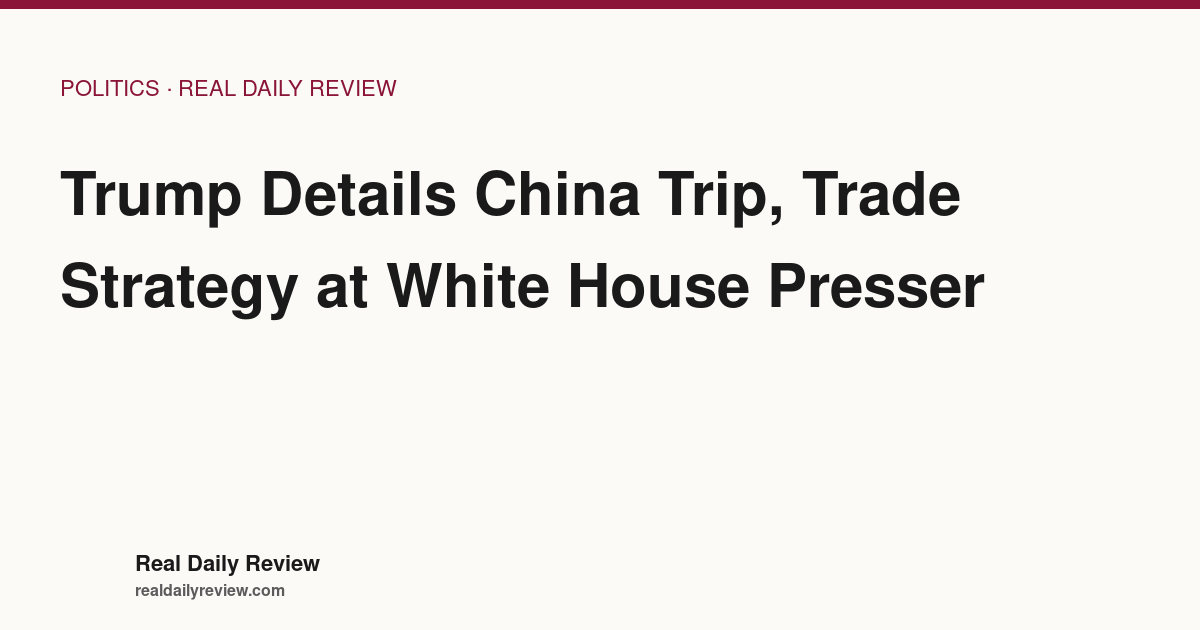 POLITICS · REAL DAILY REVIEW
Trump Details China Trip, Trade
Strategy at White House Presser
Real Daily Review
realdailyreview.com